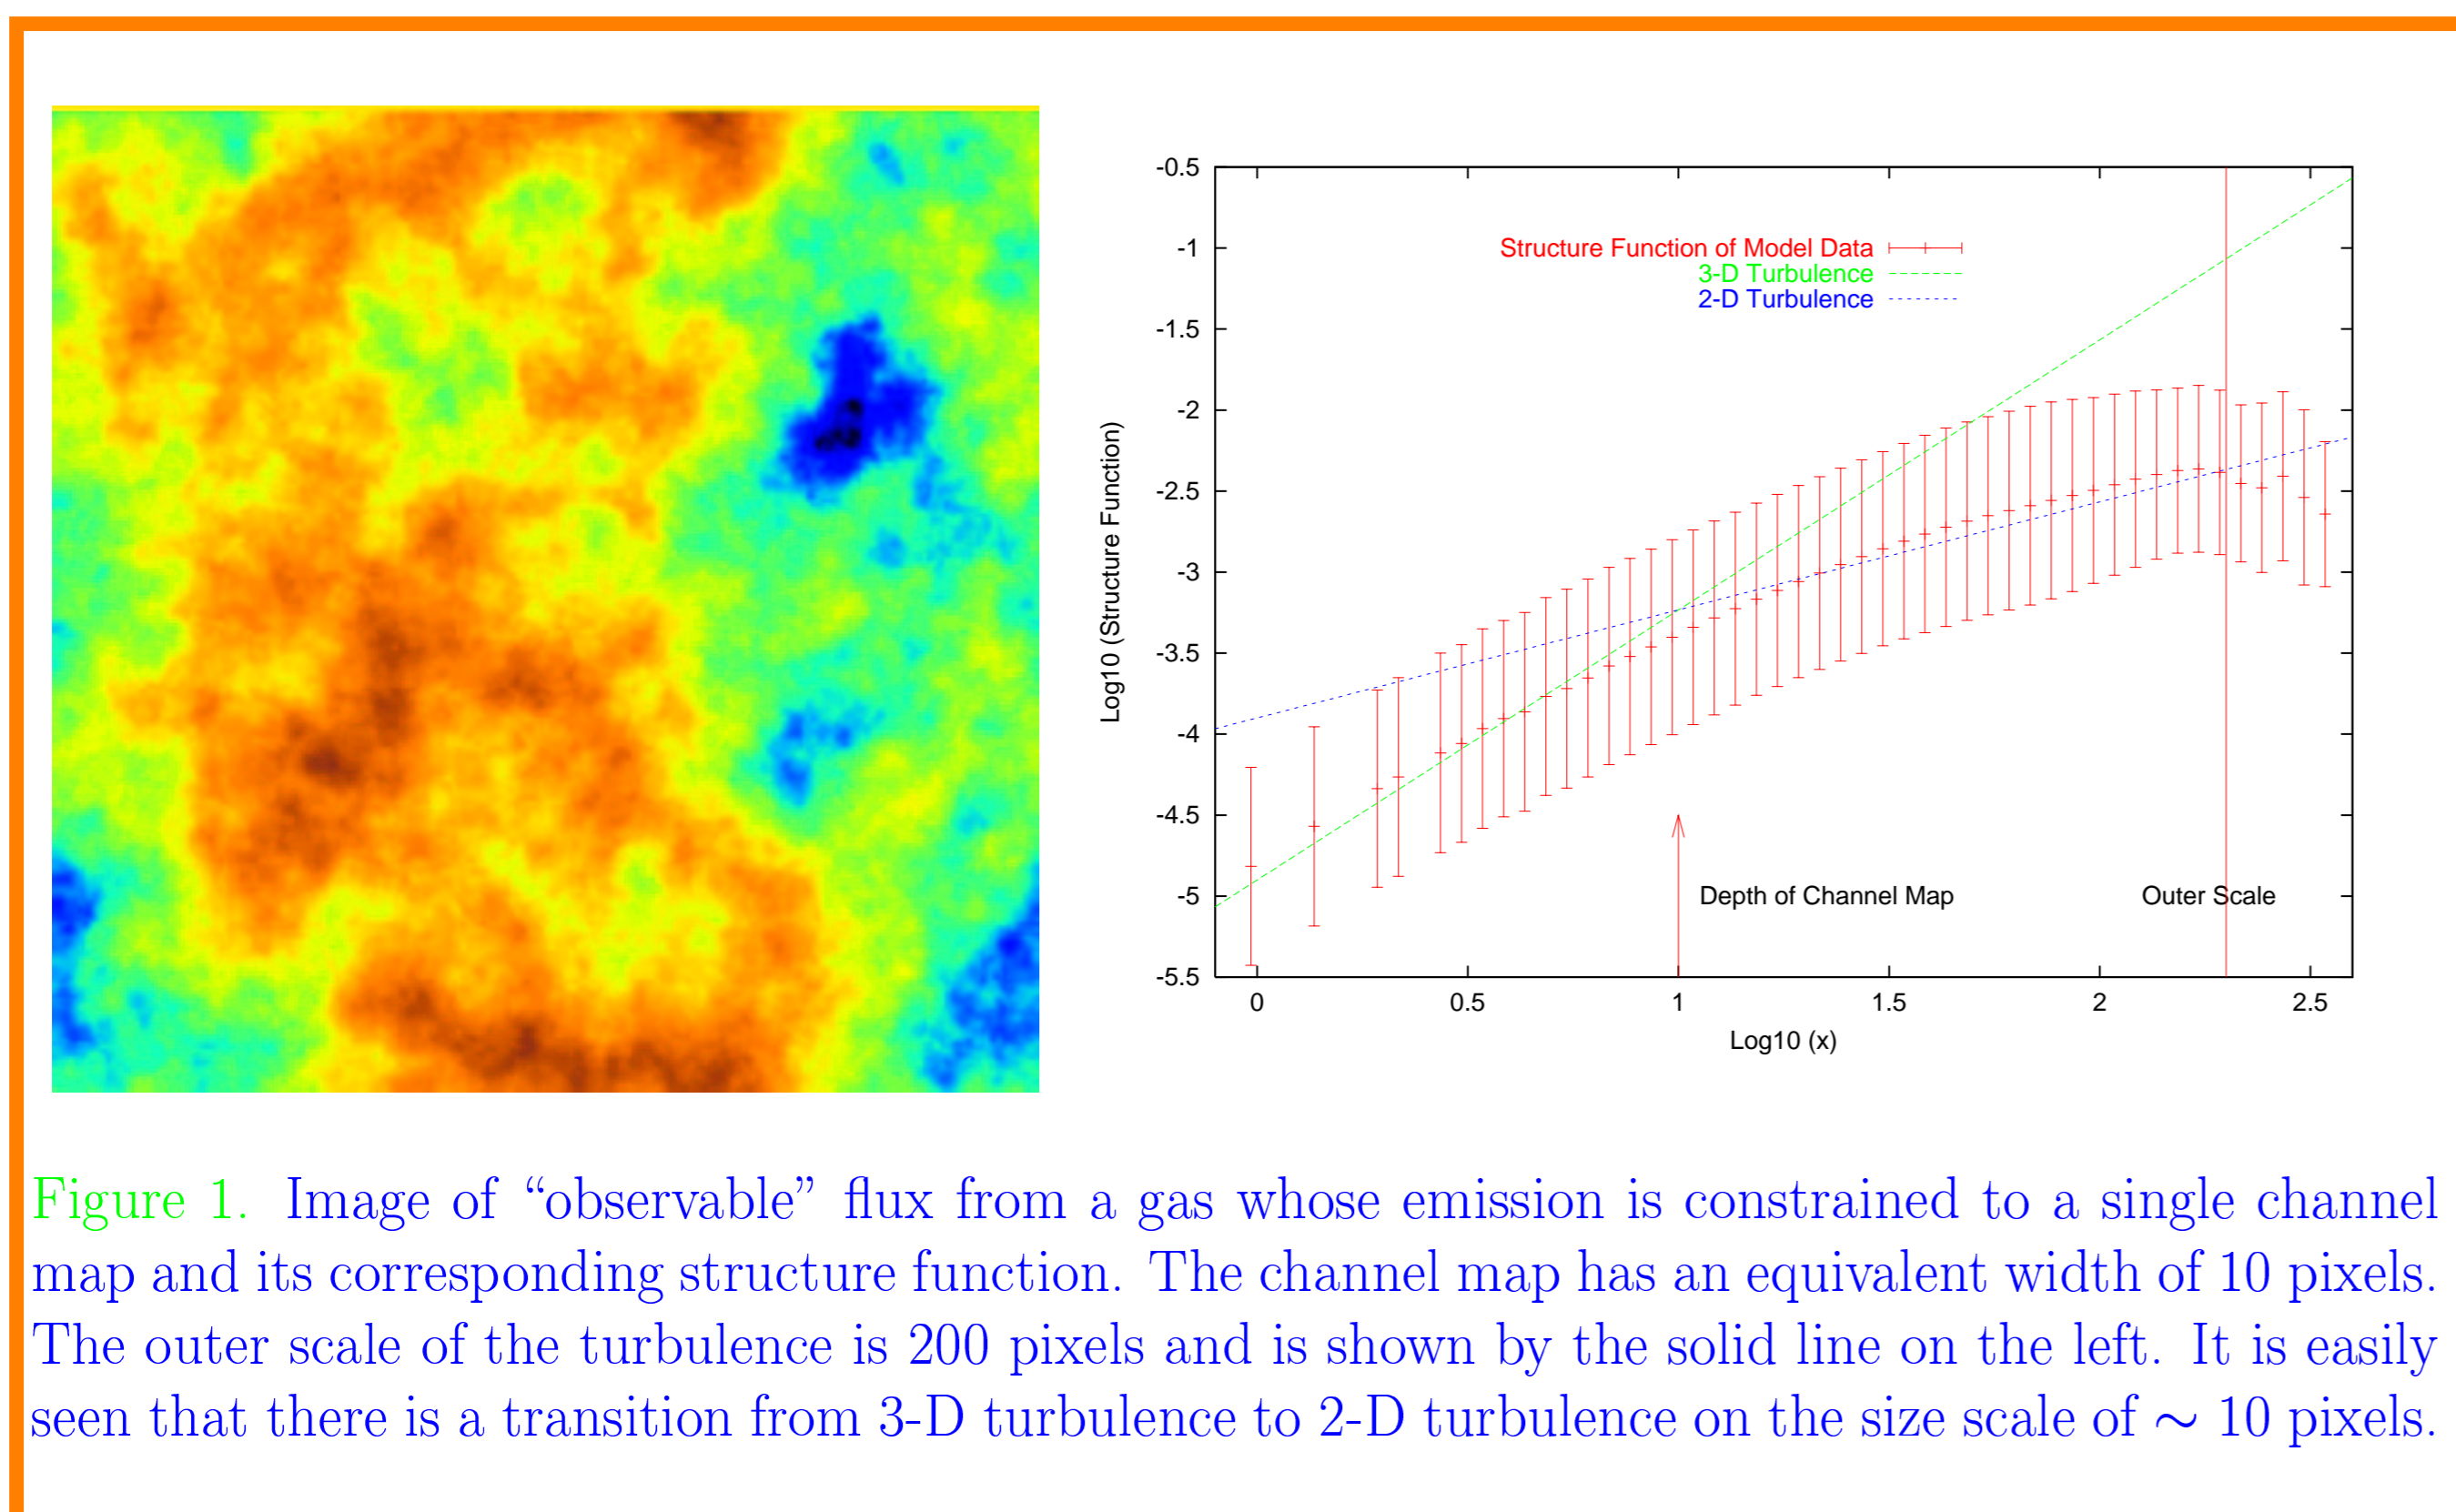 -0.5
-1
-1.5
-2
-2.5
-3
-3.5
-4
-4.5
-5
-5.5
Log10 (Structure Function)
Structure Function of Model Data
3-D Turbulence
2-D Turbulence
Depth of Channel Map
Outer Scale
0 0.5 1 1.5 2 2.5
Log10 (x)
Figure 1. Image of “observable” flux from a gas whose emission is constrained to a single channel
map and its corresponding structure function. The channel map has an equivalent width of 10 pixels.
The outer scale of the turbulence is 200 pixels and is shown by the solid line on the left. It is easily
seen that there is a transition from 3-D turbulence to 2-D turbulence on the size scale of ∼ 10 pixels.